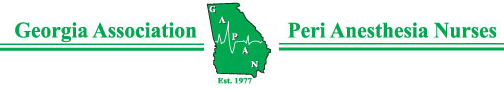 Georgia Association
G
A
P
A
N
Peri Anesthesia Nurses
Est. 1977